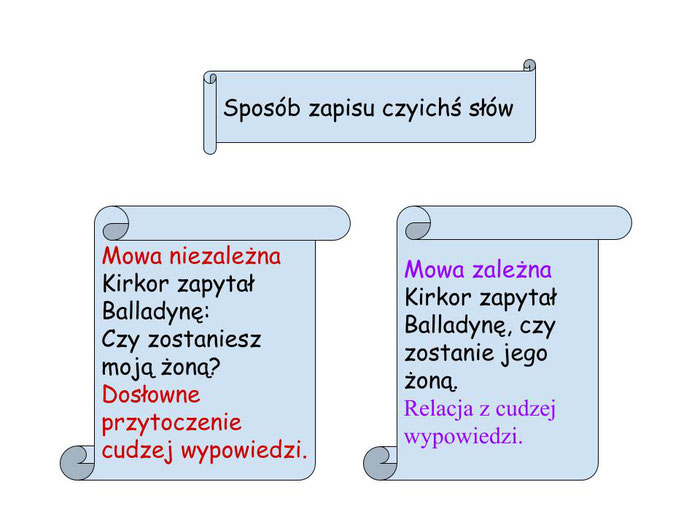 Sposób zapisu czyichś słów
Mowa niezależna
Kirkor zapytał
Balladynę:
Czy zostaniesz
moją żoną?
Dosłowne
przytoczenie
cudzej wypowiedzi.
Mowa zależna
Kirkor zapytał
Balladynę, czy
zostanie jego
żoną.
Relacja z cudzej
wypowiedzi.